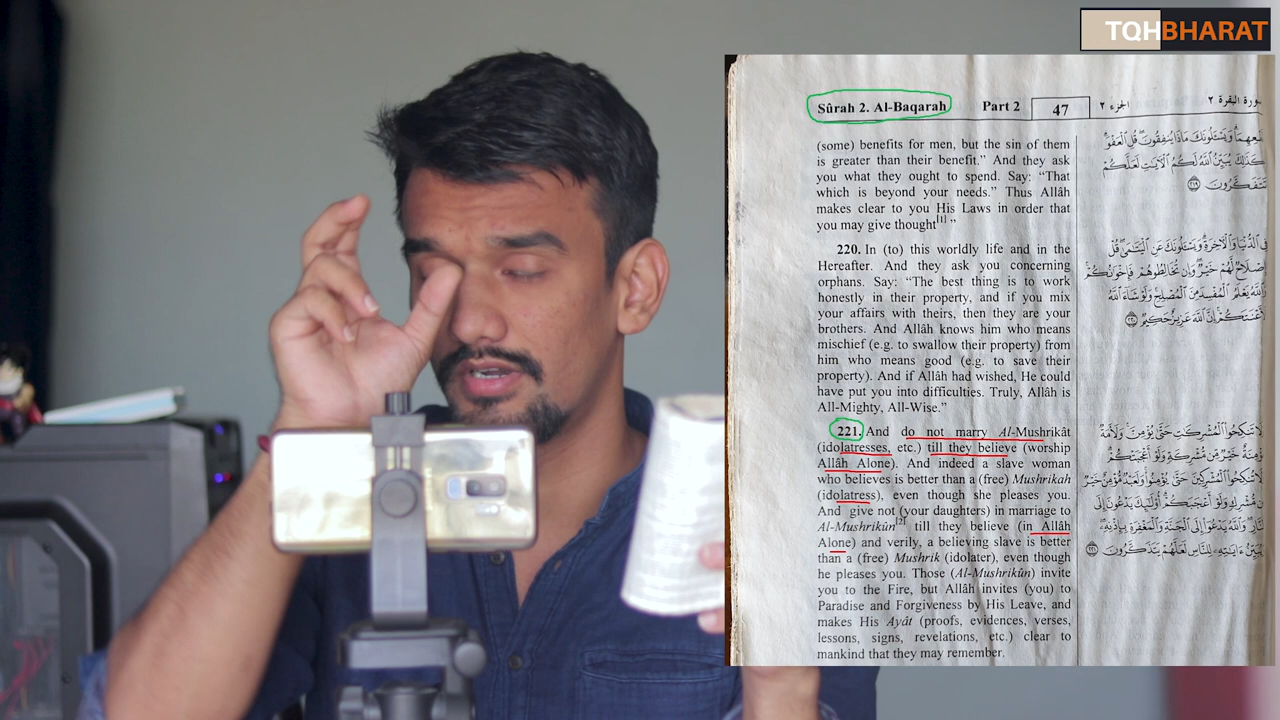 TQHBHARAT
Sûrah 2. Al-Baqarah Part 2 47 الجزء ٢ سورة البقرة ٢
(some) benefits for men, but the sin of them
is greater than their benefit." And they ask
you what they ought to spend. Say: "That
which is beyond your needs." Thus Allâh
makes clear to you His Laws in order that
you may give thought[1] "
220. In (to) this worldly life and in the
Hereafter. And they ask you concerning
orphans. Say: "The best thing is to work
honestly in their property, and if you mix
your affairs with theirs, then they are your
brothers. And Allâh knows him who means
mischief (e.g. to swallow their property) from
him who means good (e.g. to save their
property). And if Allâh had wished, He could
have put you into difficulties. Truly, Allâh is
All-Mighty, All-Wise."
221. And do not marry Al-Mushrikât
(idolatresses, etc.) till they believe (worship
Allâh Alone). And indeed a slave woman
who believes is better than a (free) Mushrikah
(idolatress), even though she pleases you.
And give not (your daughters) in marriage to
Al-Mushrikûn[2] till they believe (in Allâh
Alone) and verily, a believing slave is better
than a (free) Mushrik (idolater), even though
he pleases you. Those (Al-Mushrikûn) invite
you to the Fire, but Allâh invites (you) to
Paradise and Forgiveness by His Leave, and
makes His Ayât (proofs, evidences, verses,
lessons, signs, revelations, etc.) clear to
mankind that they may remember.